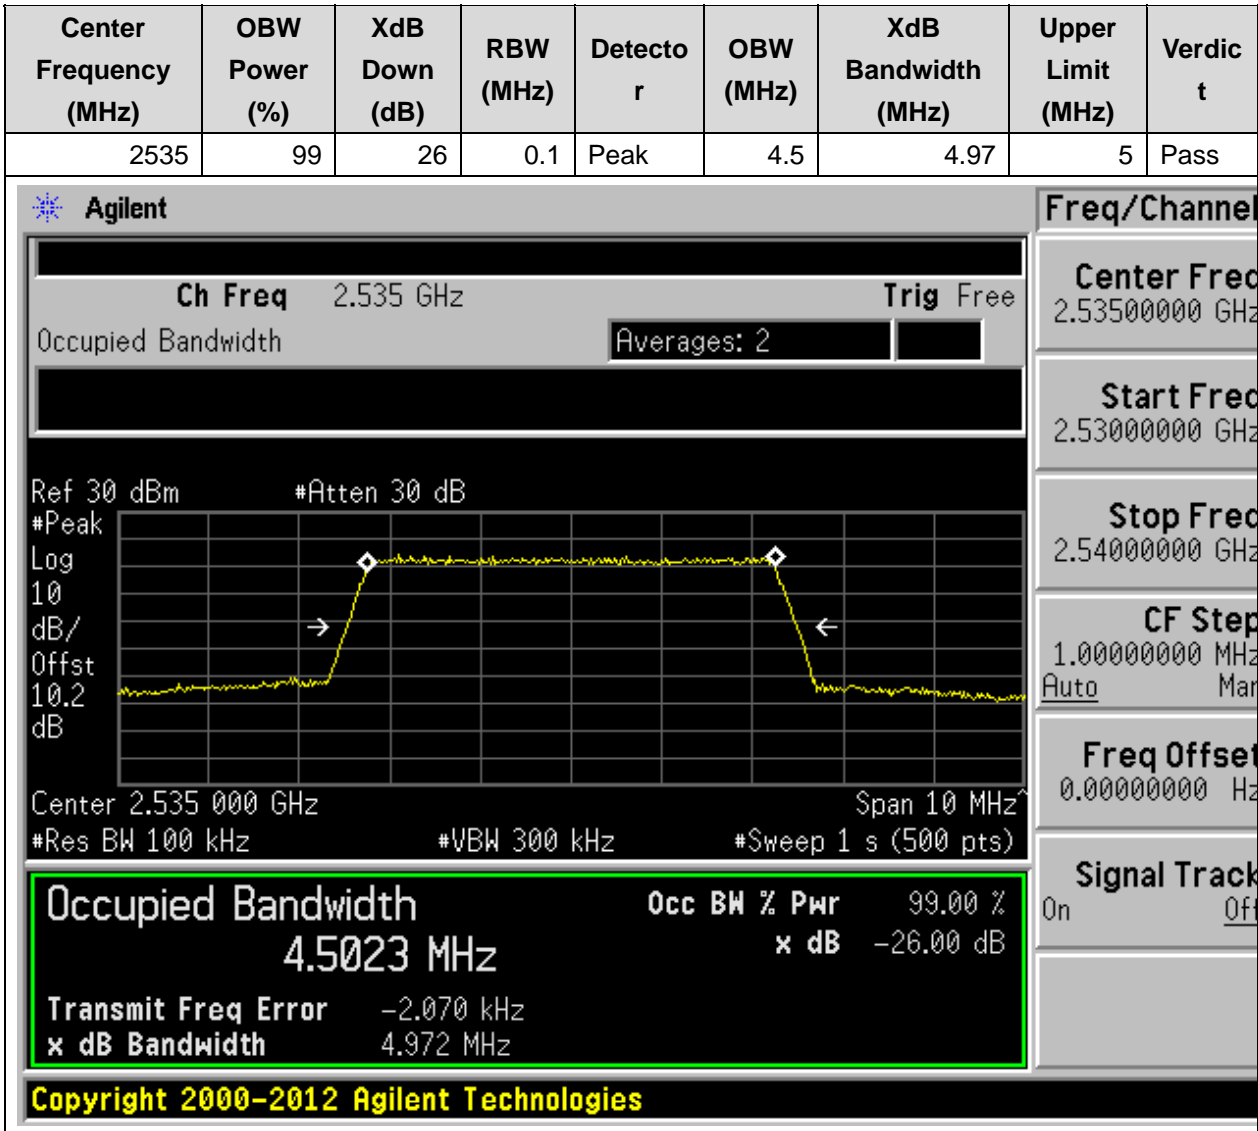 Center Frequency (MHz) OBW Power (%) XdB Down (dB) RBW (MHz) Detecto r OBW (MHz) XdB Bandwidth (MHz) Upper Limit (MHz) Verdic t
2535 99 26 0.1 Peak 4.5 4.97 5 Pass
Agilent
Freq/Channel
Ch Freq 2.535 GHz Trig Free
Occupied Bandwidth Averages: 2
Center Freq
2.53500000 GHz
Start Freq
2.53000000 GHz
Stop Freq
2.54000000 GHz
CF Step
1.00000000 MHz
Auto Man
Freq Offset
0.00000000 Hz
Signal Track
On Off
Ref 30 dBm #Atten 30 dB
#Peak
Log
10
dB/
Offst
10.2
dB
Center 2.535 000 GHz Span 10 MHz^
#Res BW 100 kHz #VBW 300 kHz #Sweep 1 s (500 pts)
Occupied Bandwidth Occ BW % Pwr 99.00 %
4.5023 MHz x dB -26.00 dB
Transmit Freq Error -2.070 kHz
x dB Bandwidth 4.972 MHz
Copyright 2000-2012 Agilent Technologies